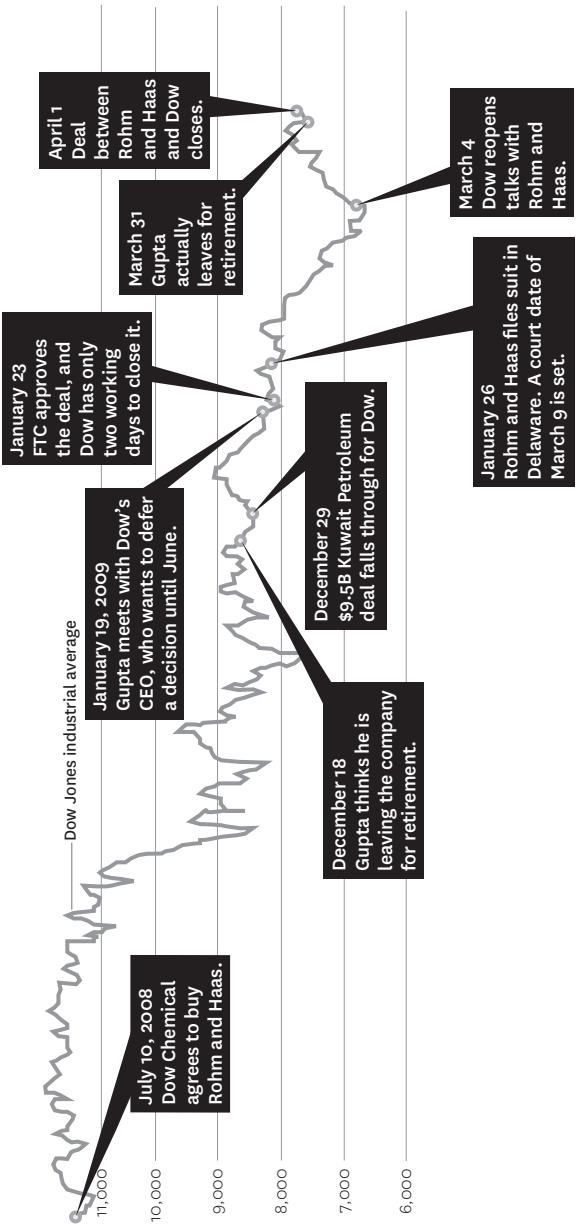 Dow Jones industrial average
11,000
10,000
9,000
8,000
7,000
6,000
July 10, 2008
Dow Chemical
agrees to buy
Rohm and Haas.
December 18
Gupta thinks he is
leaving the company
for retirement.
December 29
$9.5B Kuwait Petroleum
deal falls through for Dow.
January 19, 2009
Gupta meets with Dow’s
CEO, who wants to defer
a decision until June.
January 23
FTC approves
the deal, and
Dow has only
two working
days to close it.
January 26
Rohm and Haas files suit in
Delaware. A court date of
March 9 is set.
March 4
Dow reopens
talks with
Rohm and
Haas.
March 31
Gupta
actually
leaves for
retirement.
April 1
Deal
between
Rohm
and Haas
and Dow
closes.